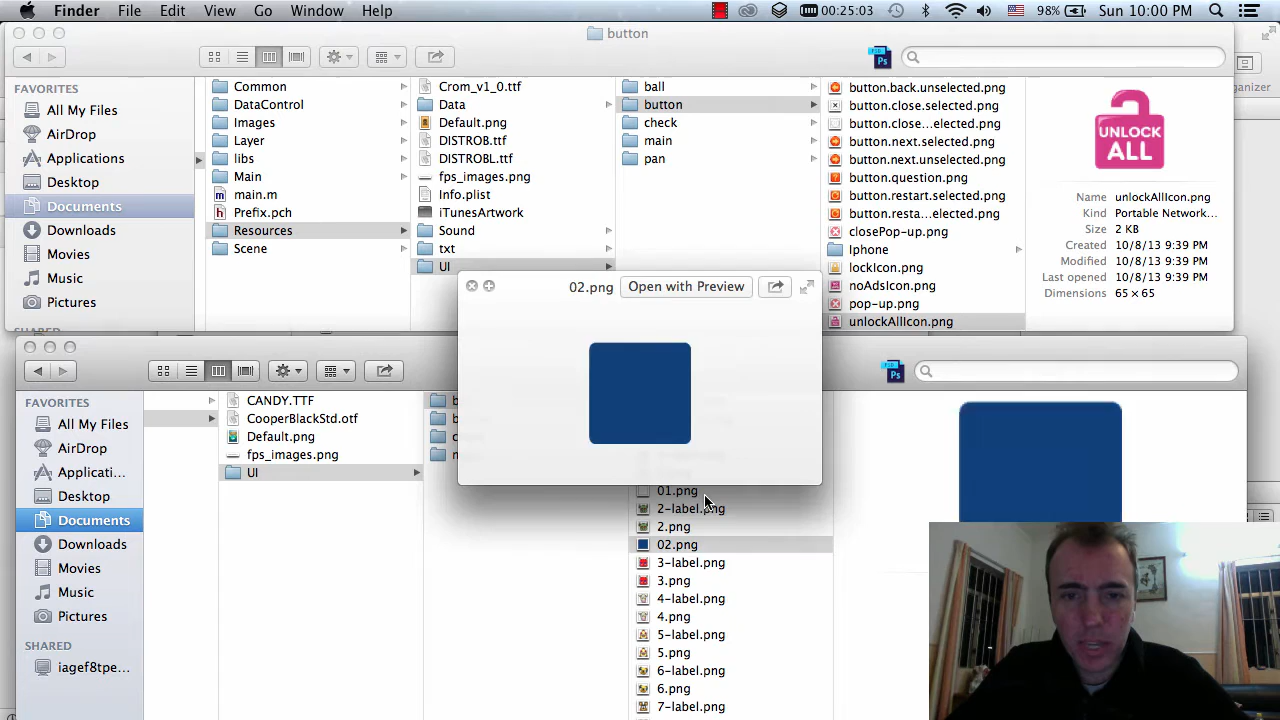 Finder File Edit View Go Window Help 00:25:03 98% Sun 10:00 PM
button
FAVORITES
All My Files
AirDrop
Applications
Desktop
Documents
Downloads
Movies
Music
Pictures
SHARED
Common
DataControl
Images
Layer
libs
Main
main.m
Prefix.pch
Resources
Scene
Crom_v1_0.ttf
Data
Default.png
DISTROB.ttf
DISTROBL.ttf
fps_images.png
Info.plist
iTunesArtwork
Sound
txt
UI
ball
button
check
main
pan
button.back.unselected.png
button.close.selected.png
button.close...elected.png
button.next.selected.png
button.next.unselected.png
button.question.png
button.restart.selected.png
button.resta...elected.png
closePop-up.png
Iphone
lockIcon.png
noAdsIcon.png
pop-up.png
unlockAllIcon.png
Ps
UNLOCK
ALL
Name unlockAllIcon.png
Kind Portable Network...
Size 2 KB
Created 10/8/13 9:39 PM
Modified 10/8/13 9:39 PM
Last opened 10/8/13 9:39 PM
Dimensions 65 × 65
02.png Open with Preview
Ps
FAVORITES
All My Files
AirDrop
Applicati...
Desktop
Documents
Downloads
Movies
Music
Pictures
SHARED
iagef8tpe...
CANDY.TTF
CooperBlackStd.otf
Default.png
fps_images.png
UI
01.png
2-label.png
2.png
02.png
3-label.png
3.png
4-label.png
4.png
5-label.png
5.png
6-label.png
6.png
7-label.png